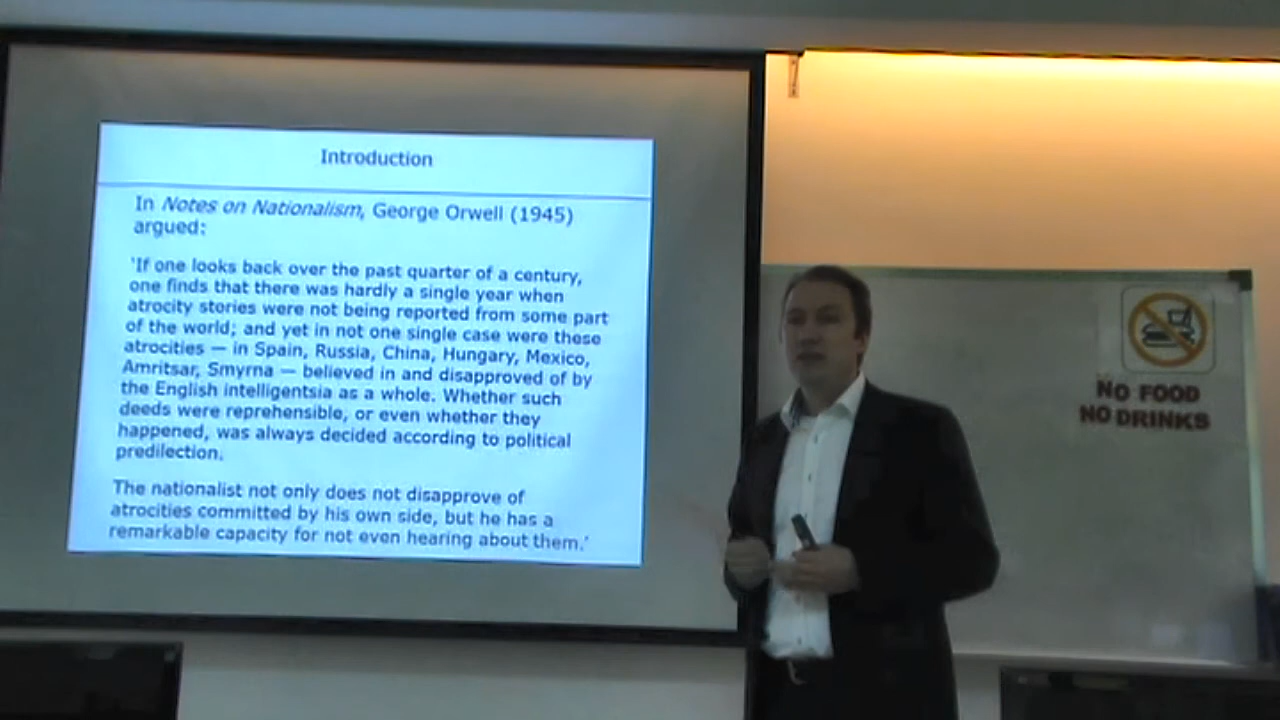 Introduction
In Notes on Nationalism, George Orwell (1945)
argued:
'If one looks back over the past quarter of a century,
one finds that there was hardly a single year when
atrocity stories were not being reported from some part
of the world; and yet in not one single case were these
atrocities — in Spain, Russia, China, Hungary, Mexico,
Amritsar, Smyrna — believed in and disapproved of by
the English intelligentsia as a whole. Whether such
deeds were reprehensible, or even whether they
happened, was always decided according to political
predilection.
The nationalist not only does not disapprove of
atrocities committed by his own side, but he has a
remarkable capacity for not even hearing about them.'
NO FOOD
NO DRINKS